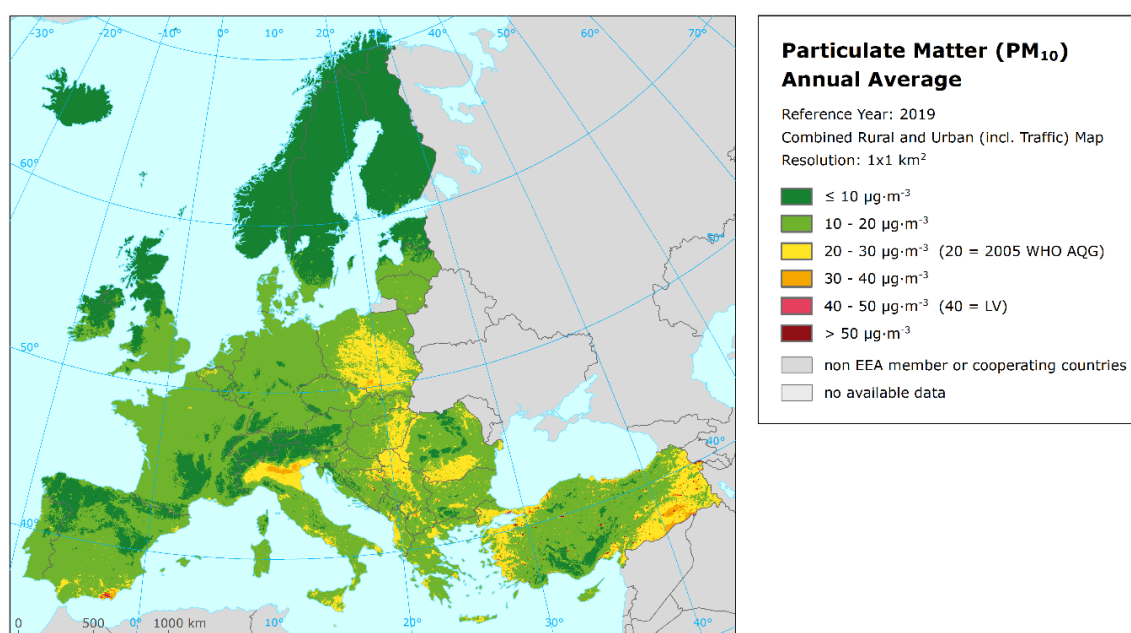 -30° -20° -10° 0° 10° 20° 30° 40° 50° 60° 70°
60°
60°
50°
50°
40°
40°
0 500 1000 km
10° 0° 10° 20° 30° 40°
Particulate Matter (PM₁₀)
Annual Average
Reference Year: 2019
Combined Rural and Urban (incl. Traffic) Map
Resolution: 1x1 km²
≤ 10 µg·m⁻³
10 - 20 µg·m⁻³
20 - 30 µg·m⁻³ (20 = 2005 WHO AQG)
30 - 40 µg·m⁻³
40 - 50 µg·m⁻³ (40 = LV)
> 50 µg·m⁻³
non EEA member or cooperating countries
no available data